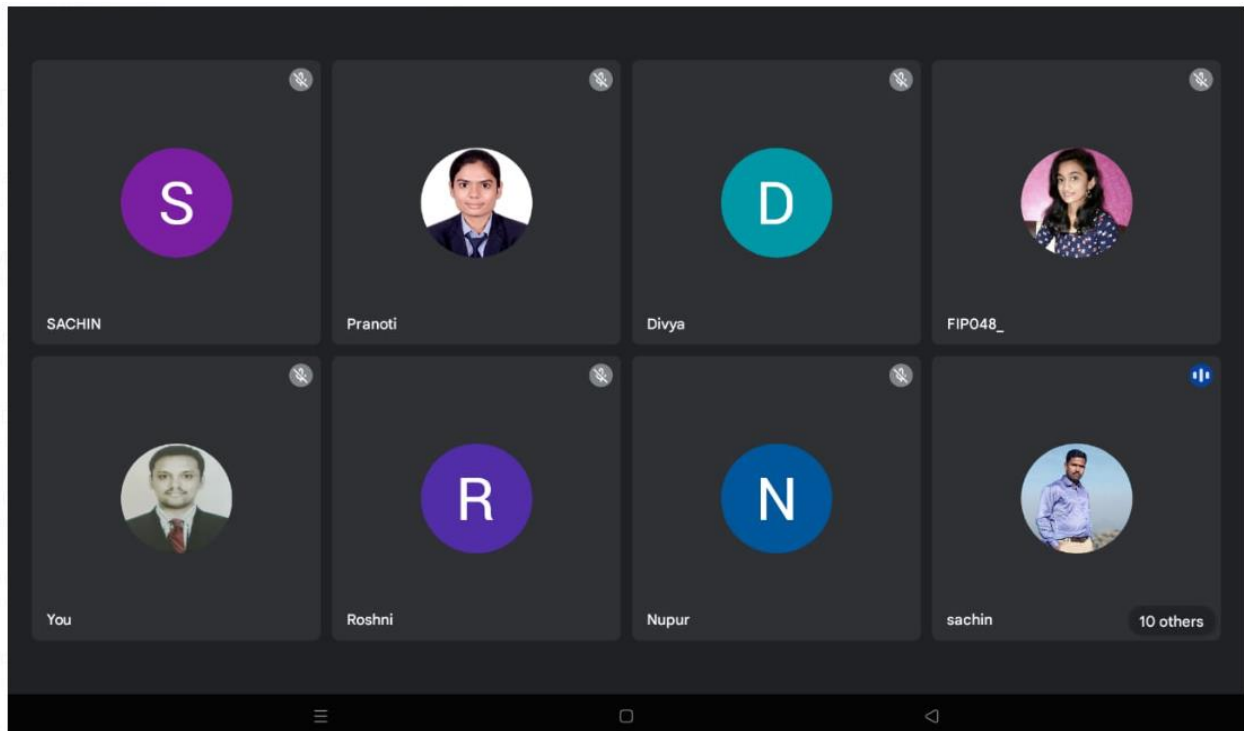 S
D
SACHIN
Pranoti
Divya
FIP048_
R
N
You
Roshni
Nupur
sachin
10 others